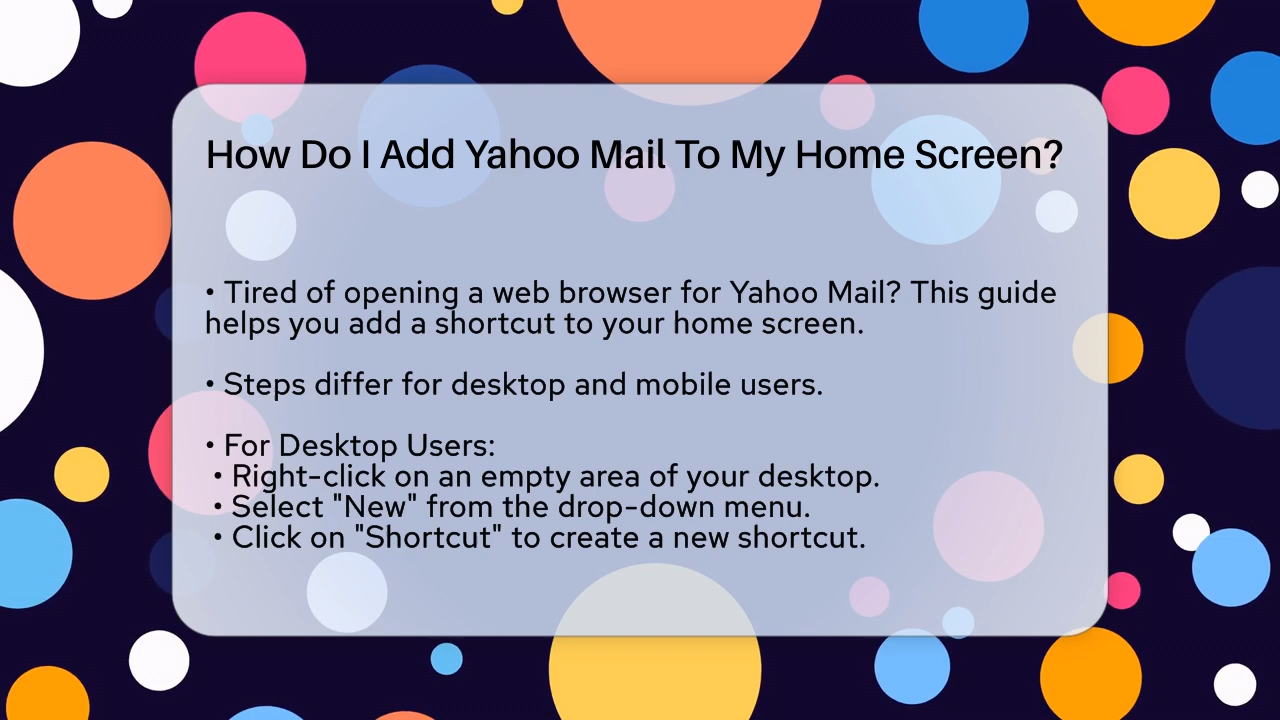 How Do I Add Yahoo Mail To My Home Screen?
• Tired of opening a web browser for Yahoo Mail? This guide
helps you add a shortcut to your home screen.
• Steps differ for desktop and mobile users.
• For Desktop Users:
• Right-click on an empty area of your desktop.
• Select "New" from the drop-down menu.
• Click on "Shortcut" to create a new shortcut.